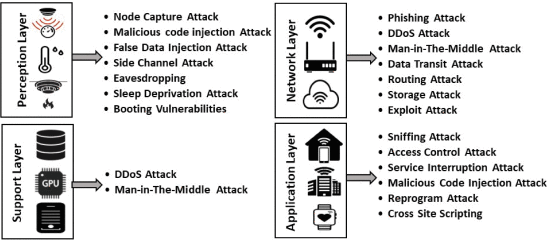 Perception Layer
• Node Capture Attack
• Malicious code injection Attack
• False Data Injection Attack
• Side Channel Attack
• Eavesdropping
• Sleep Deprivation Attack
• Booting Vulnerabilities
Network Layer
• Phishing Attack
• DDoS Attack
• Man-in-The-Middle Attack
• Data Transit Attack
• Routing Attack
• Storage Attack
• Exploit Attack
Support Layer
GPU
• DDoS Attack
• Man-in-The-Middle Attack
Application Layer
• Sniffing Attack
• Access Control Attack
• Service Interruption Attack
• Malicious Code Injection Attack
• Reprogram Attack
• Cross Site Scripting